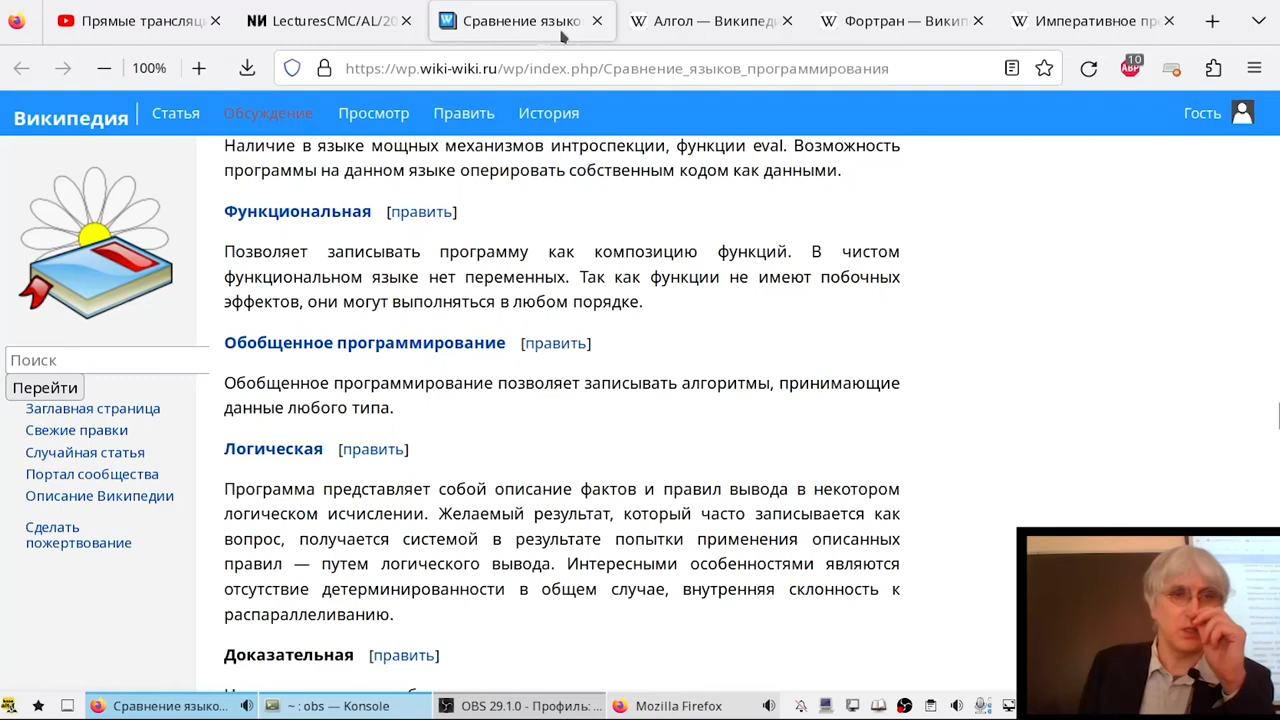 Прямые трансляц
LecturesCMC/AL/20
Сравнение языко
Алгол — Википед
Фортран — Викип
Императивное пр
100%
https://wp.wiki-wiki.ru/wp/index.php/Сравнение_языков_программирования
10
ABP
Википедия
Статья
Обсуждение
Просмотр
Править
История
Гость
Поиск
Перейти
Заглавная страница
Свежие правки
Случайная статья
Портал сообщества
Описание Википедии
Сделать
пожертвование
Наличие в языке мощных механизмов интроспекции, функции eval. Возможность
программы на данном языке оперировать собственным кодом как данными.
Функциональная [править]
Позволяет записывать программу как композицию функций. В чистом
функциональном языке нет переменных. Так как функции не имеют побочных
эффектов, они могут выполняться в любом порядке.
Обобщенное программирование [править]
Обобщенное программирование позволяет записывать алгоритмы, принимающие
данные любого типа.
Логическая [править]
Программа представляет собой описание фактов и правил вывода в некотором
логическом исчислении. Желаемый результат, который часто записывается как
вопрос, получается системой в результате попытки применения описанных
правил — путем логического вывода. Интересными особенностями являются
отсутствие детерминированности в общем случае, внутренняя склонность к
распараллеливанию.
Доказательная [править]
Сравнение языко...
~ : obs — Konsole
OBS 29.1.0 - Профиль: ...
Mozilla Firefox